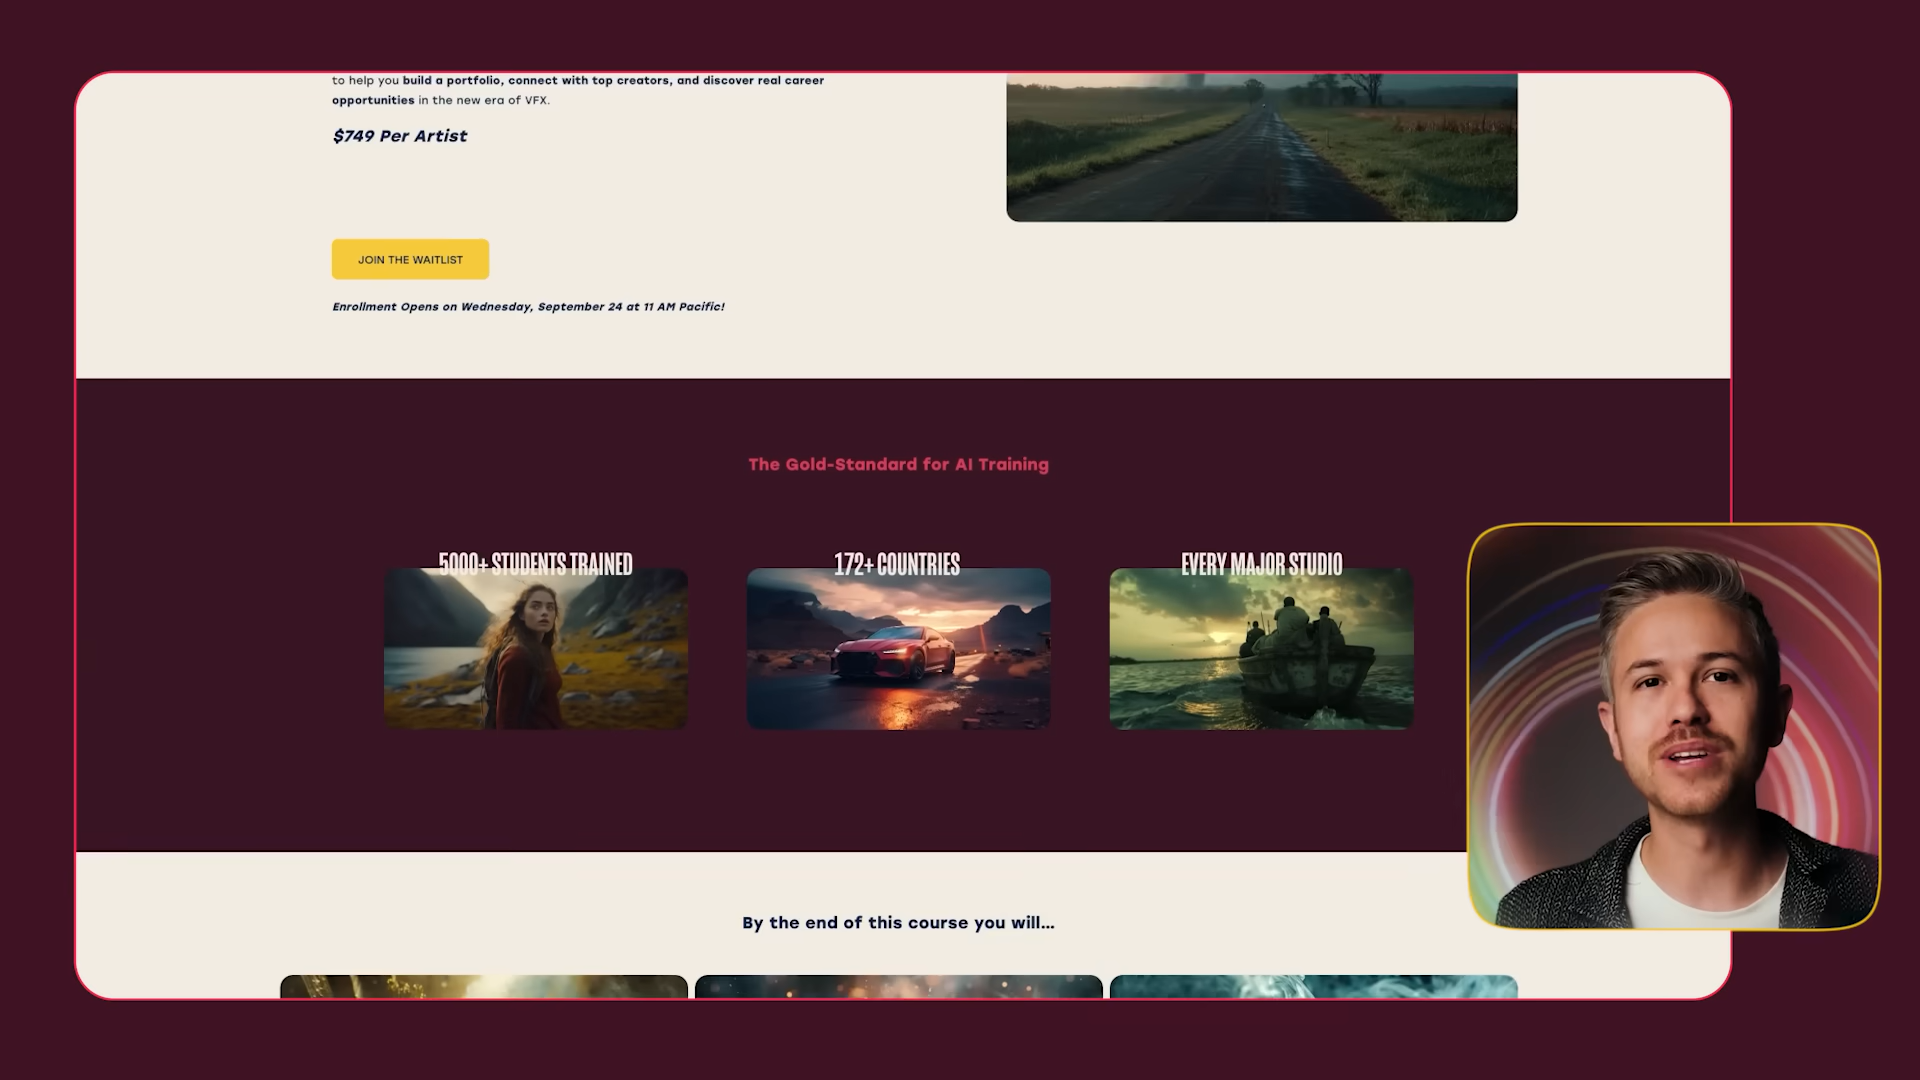 to help you build a portfolio, connect with top creators, and discover real career
opportunities in the new era of VFX.
$749 Per Artist
JOIN THE WAITLIST
Enrollment Opens on Wednesday, September 24 at 11 AM Pacific!
The Gold-Standard for AI Training
5000+ STUDENTS TRAINED
172+ COUNTRIES
EVERY MAJOR STUDIO
By the end of this course you will...